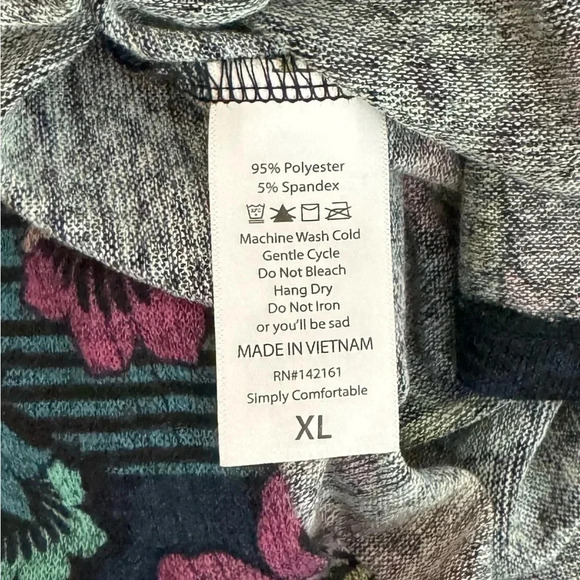 95% Polyester
5% Spandex
Machine Wash Cold
Gentle Cycle
Do Not Bleach
Hang Dry
Do Not Iron
or you'll be sad
MADE IN VIETNAM
RN#142161
Simply Comfortable
XL